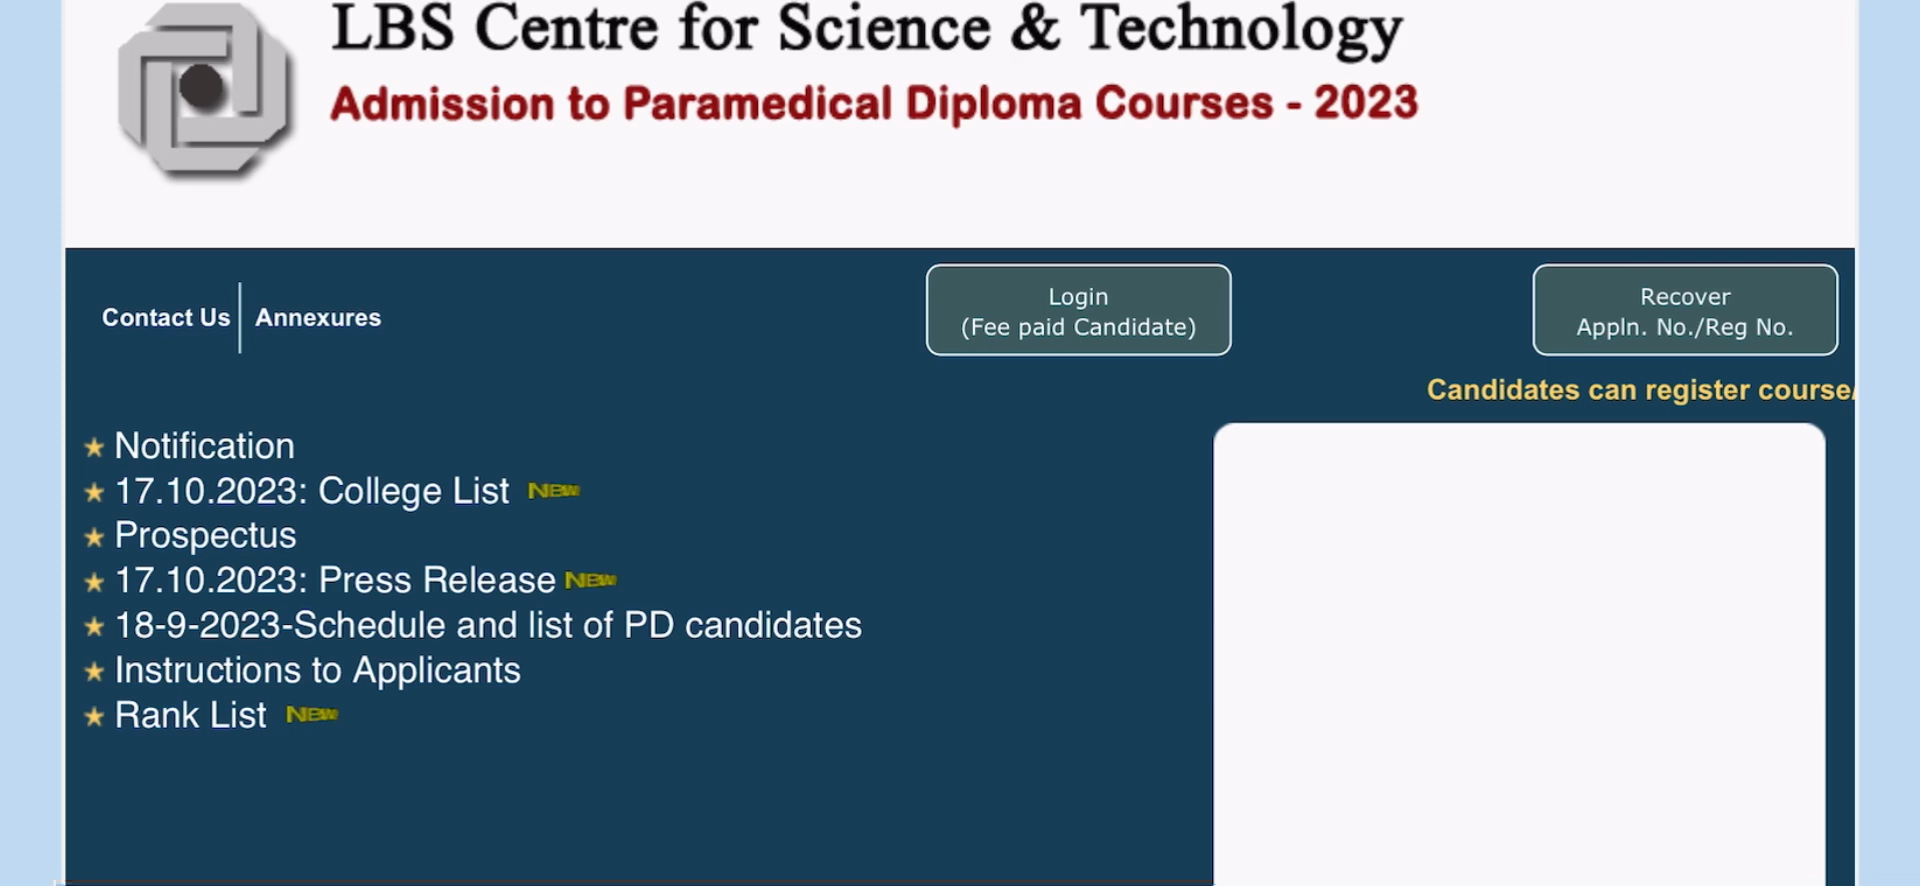 LBS Centre for Science & Technology
Admission to Paramedical Diploma Courses - 2023
Contact Us
Annexures
Login
(Fee paid Candidate)
Recover
Appln. No./Reg No.
Candidates can register course/
Notification
17.10.2023: College List NEW
Prospectus
17.10.2023: Press Release NEW
18-9-2023-Schedule and list of PD candidates
Instructions to Applicants
Rank List NEW